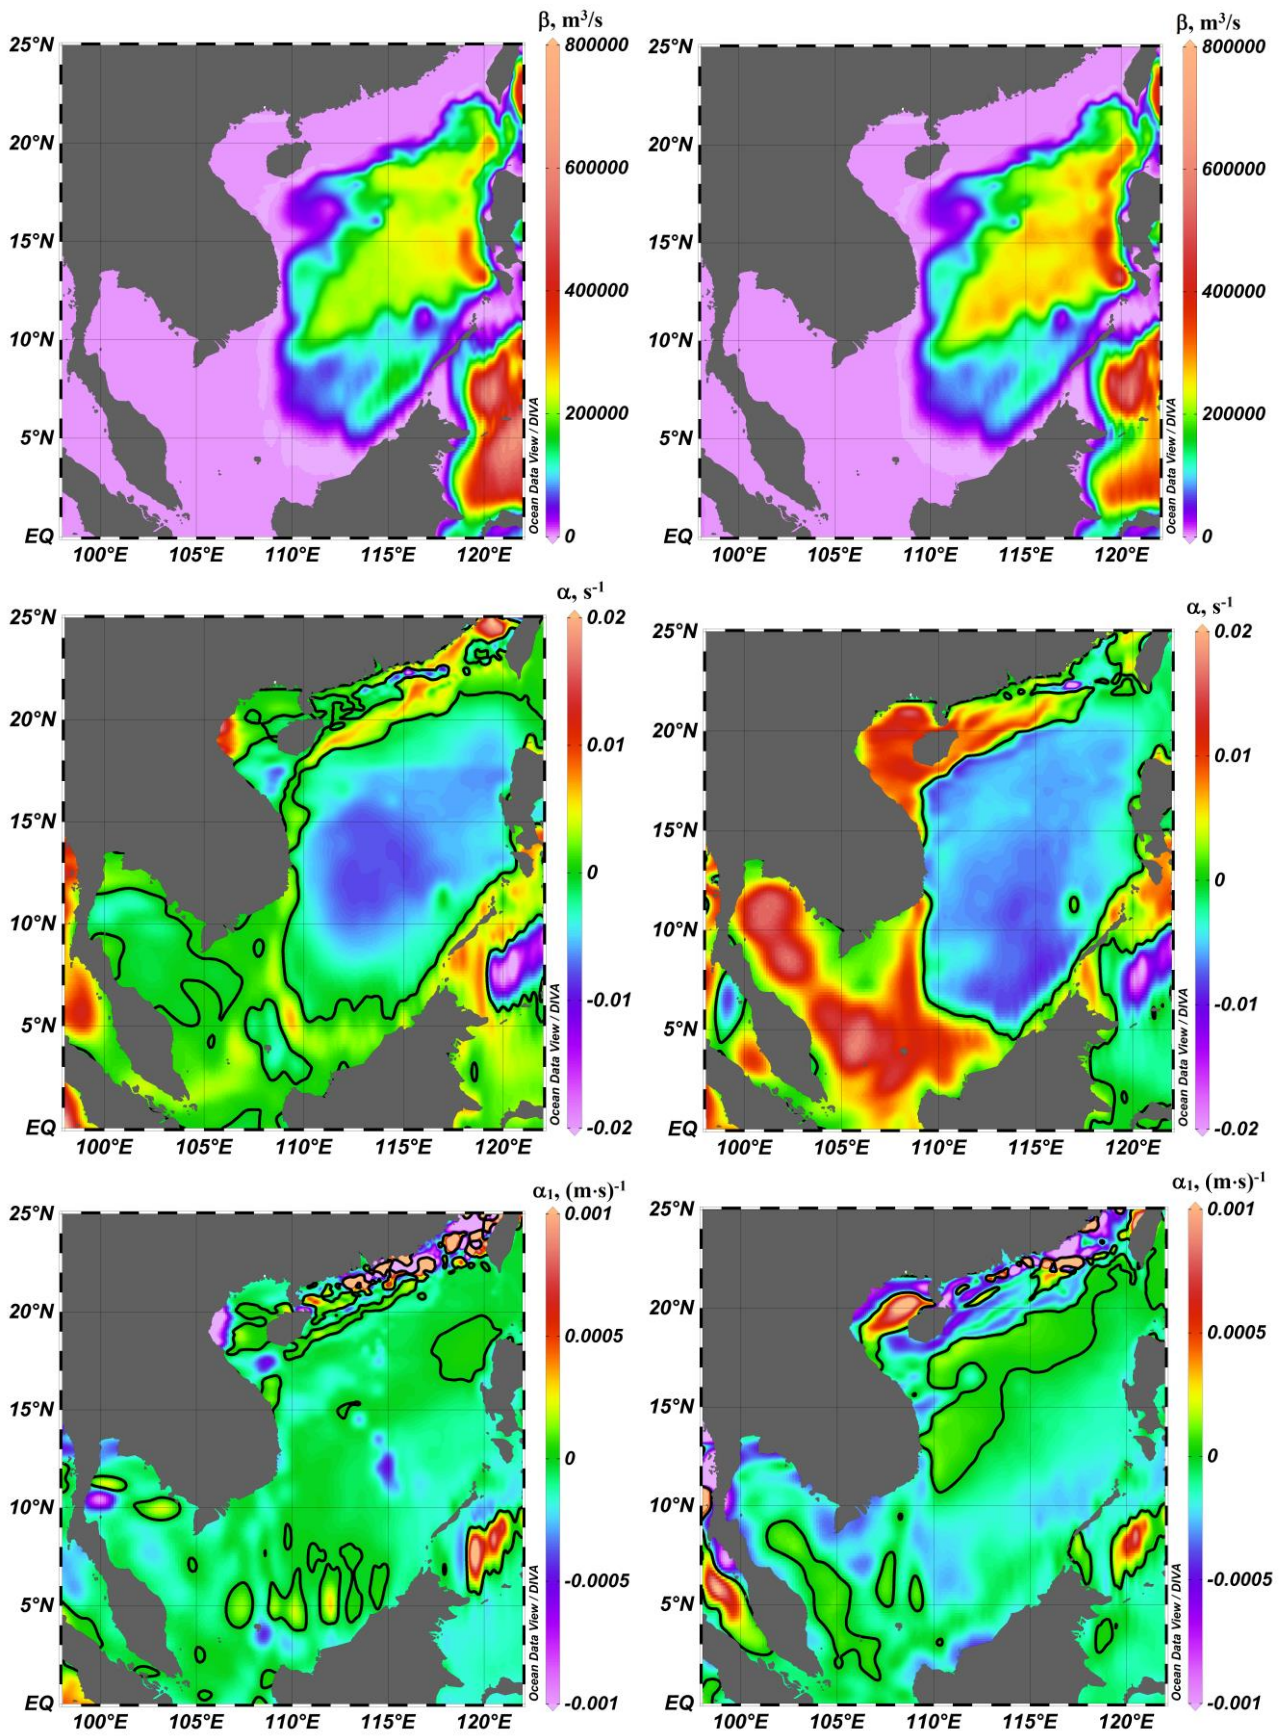 β, m³/s
25°N
20°N
15°N
10°N
5°N
EQ
100°E 105°E 110°E 115°E 120°E
800000
600000
400000
200000
0
Ocean Data View / DIVA
β, m³/s
25°N
20°N
15°N
10°N
5°N
EQ
100°E 105°E 110°E 115°E 120°E
800000
600000
400000
200000
0
Ocean Data View / DIVA
α, s⁻¹
25°N
20°N
15°N
10°N
5°N
EQ
100°E 105°E 110°E 115°E 120°E
0.02
0.01
0
-0.01
-0.02
Ocean Data View / DIVA
α, s⁻¹
25°N
20°N
15°N
10°N
5°N
EQ
100°E 105°E 110°E 115°E 120°E
0.02
0.01
0
-0.01
-0.02
Ocean Data View / DIVA
α₁, (m·s)⁻¹
25°N
20°N
15°N
10°N
5°N
EQ
100°E 105°E 110°E 115°E 120°E
0.001
0.0005
0
-0.0005
-0.001
Ocean Data View / DIVA
α₁, (m·s)⁻¹
25°N
20°N
15°N
10°N
5°N
EQ
100°E 105°E 110°E 115°E 120°E
0.001
0.0005
0
-0.0005
-0.001
Ocean Data View / DIVA